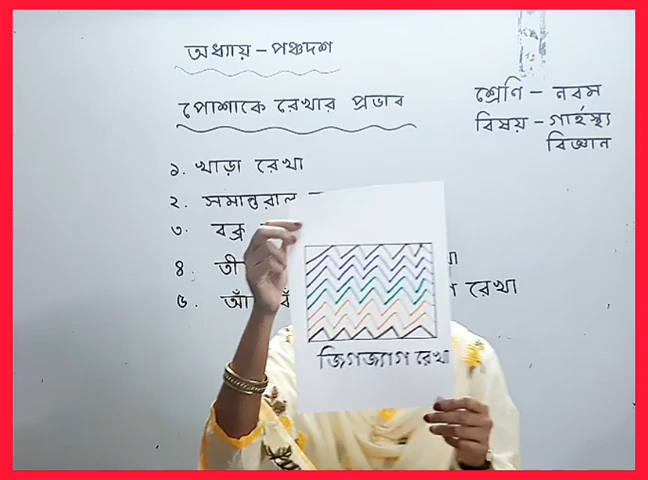 অধ্যায় – পঞ্চদশ
পোশাকে রেখার প্রভাব
শ্রেণি – নবম
বিষয় – গার্হস্থ্য
বিজ্ঞান
১. খাড়া রেখা
২. সমান্তরাল
৩. বক্র
৪. তী
৫. আঁ রেখা
জিগজ্যাগ রেখা